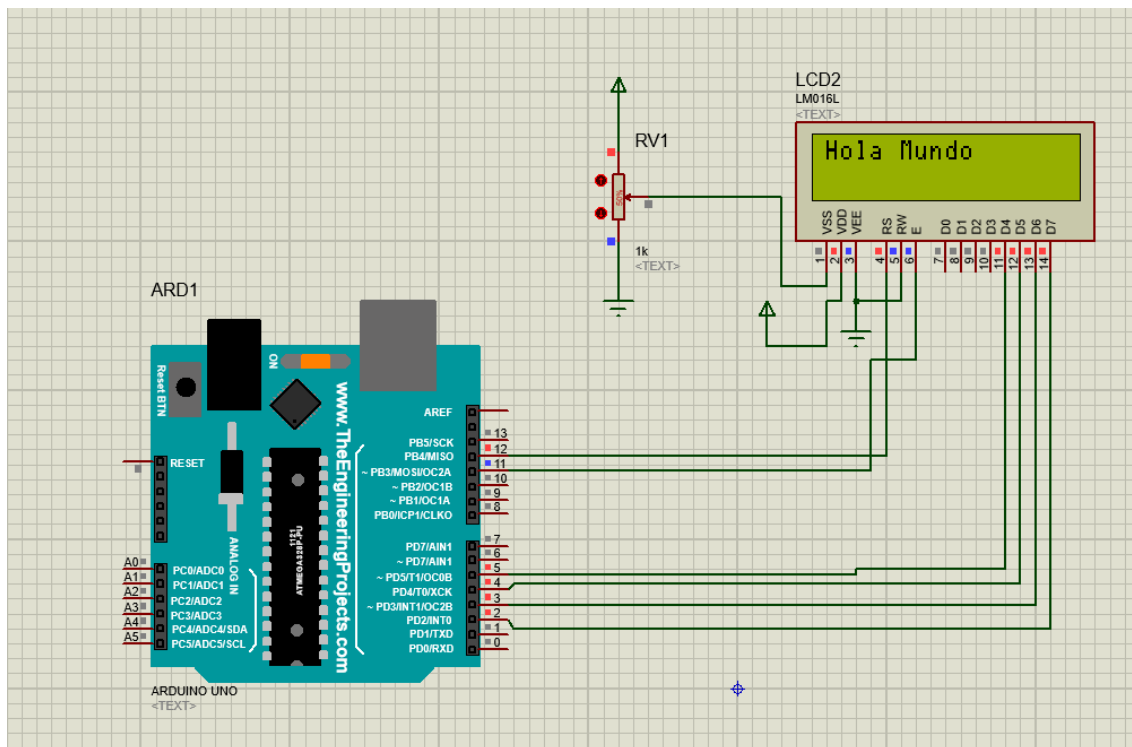 LCD2
LM016L
<TEXT>
Hola Mundo
RV1
50%
1k
<TEXT>
VSS
VDD
VEE
RS
RW
E
D0
D1
D2
D3
D4
D5
D6
D7
1
2
3
4
5
6
7
8
9
10
11
12
13
14
ARD1
Reset BTN
ON
www.TheEngineeringProjects.com
1121
ATMEGA328P-PU
ANALOG IN
RESET
A0
A1
A2
A3
A4
A5
PC0/ADC0
PC1/ADC1
PC2/ADC2
PC3/ADC3
PC4/ADC4/SDA
PC5/ADC5/SCL
AREF
PB5/SCK 13
PB4/MISO 12
~ PB3/MOSI/OC2A 11
~ PB2/OC1B 10
~ PB1/OC1A 9
PB0/ICP1/CLKO 8
PD7/AIN1 7
~ PD7/AIN1 6
~ PD5/T1/OC0B 5
PD4/T0/XCK 4
~ PD3/INT1/OC2B 3
PD2/INT0 2
PD1/TXD 1
PD0/RXD 0
ARDUINO UNO
<TEXT>